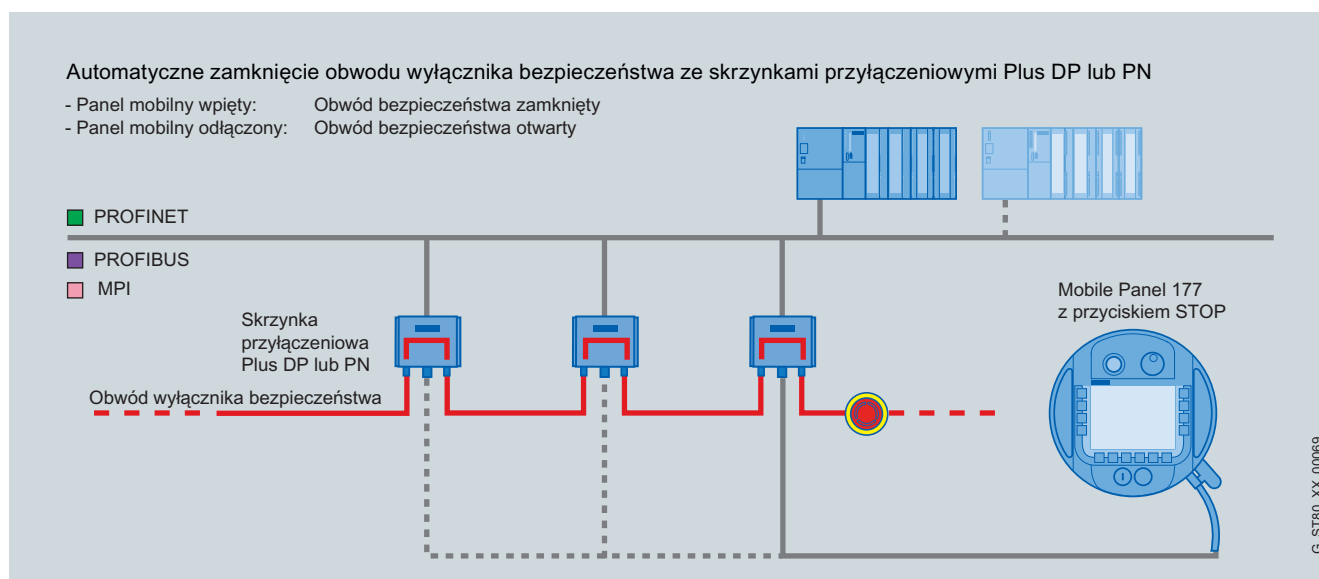 Automatyczne zamknięcie obwodu wyłącznika bezpieczeństwa ze skrzynkami przyłączeniowymi Plus DP lub PN
- Panel mobilny wpięty: Obwód bezpieczeństwa zamknięty
- Panel mobilny odłączony: Obwód bezpieczeństwa otwarty
PROFINET
PROFIBUS
MPI
Skrzynka
przyłączeniowa
Plus DP lub PN
Obwód wyłącznika bezpieczeństwa
Mobile Panel 177
z przyciskiem STOP
G_ST80_XX_00069